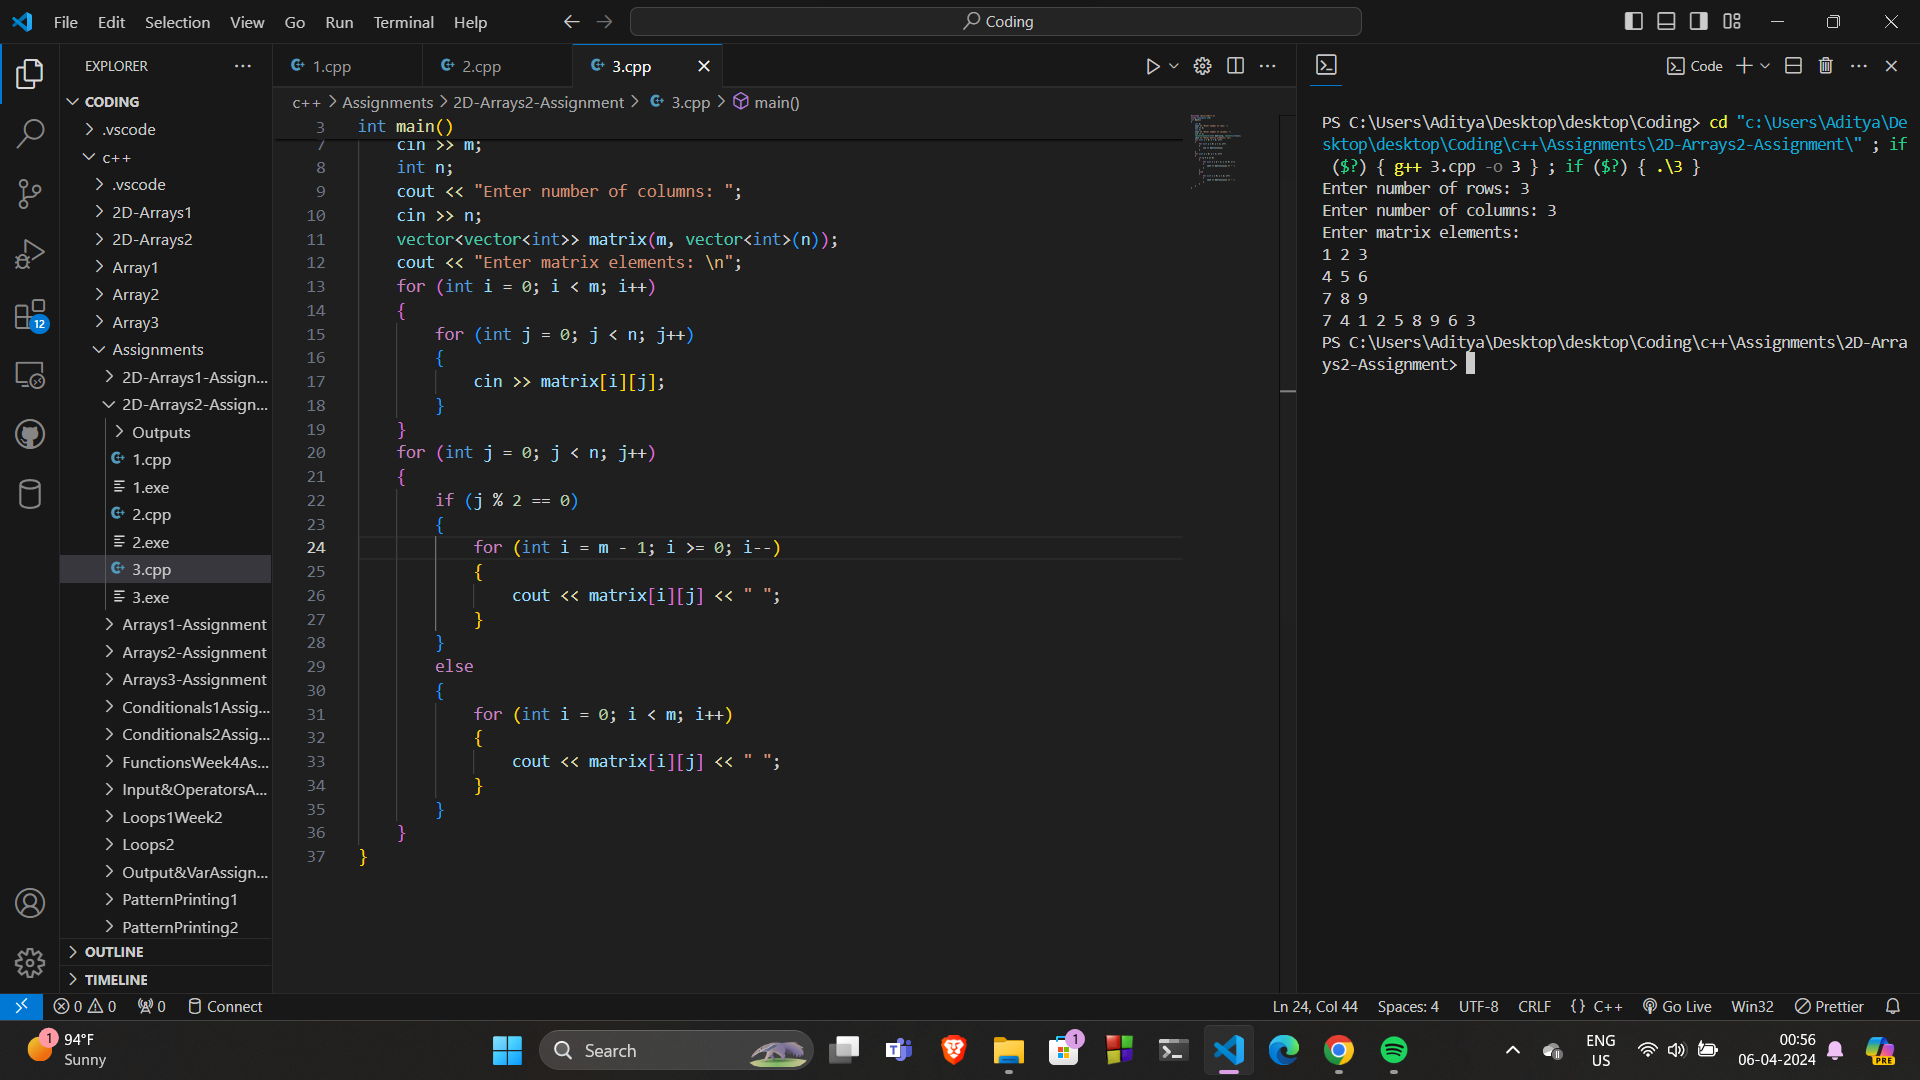 File Edit Selection View Go Run Terminal Help
Coding
EXPLORER
CODING
.vscode
c++
.vscode
2D-Arrays1
2D-Arrays2
Array1
Array2
Array3
Assignments
2D-Arrays1-Assign...
2D-Arrays2-Assign...
Outputs
1.cpp
1.exe
2.cpp
2.exe
3.cpp
3.exe
Arrays1-Assignment
Arrays2-Assignment
Arrays3-Assignment
Conditionals1Assig...
Conditionals2Assig...
FunctionsWeek4As...
Input&OperatorsA...
Loops1Week2
Loops2
Output&VarAssign...
PatternPrinting1
PatternPrinting2
OUTLINE
TIMELINE
12
1.cpp 2.cpp 3.cpp
c++ > Assignments > 2D-Arrays2-Assignment > 3.cpp > main()
3 int main()
7 cin >> m;
8 int n;
9 cout << "Enter number of columns: ";
10 cin >> n;
11 vector<vector<int>> matrix(m, vector<int>(n));
12 cout << "Enter matrix elements: \n";
13 for (int i = 0; i < m; i++)
14 {
15 for (int j = 0; j < n; j++)
16 {
17 cin >> matrix[i][j];
18 }
19 }
20 for (int j = 0; j < n; j++)
21 {
22 if (j % 2 == 0)
23 {
24 for (int i = m - 1; i >= 0; i--)
25 {
26 cout << matrix[i][j] << " ";
27 }
28 }
29 else
30 {
31 for (int i = 0; i < m; i++)
32 {
33 cout << matrix[i][j] << " ";
34 }
35 }
36 }
37 }
Code
PS C:\Users\Aditya\Desktop\desktop\Coding> cd "c:\Users\Aditya\De
sktop\desktop\Coding\c++\Assignments\2D-Arrays2-Assignment\" ; if
($?) { g++ 3.cpp -o 3 } ; if ($?) { .\3 }
Enter number of rows: 3
Enter number of columns: 3
Enter matrix elements:
1 2 3
4 5 6
7 8 9
7 4 1 2 5 8 9 6 3
PS C:\Users\Aditya\Desktop\desktop\Coding\c++\Assignments\2D-Arra
ys2-Assignment>
0 0 0 Connect
Ln 24, Col 44 Spaces: 4 UTF-8 CRLF {} C++ Go Live Win32 Prettier
1
94°F
Sunny
Search
1
ENG
US
00:56
06-04-2024
PRE